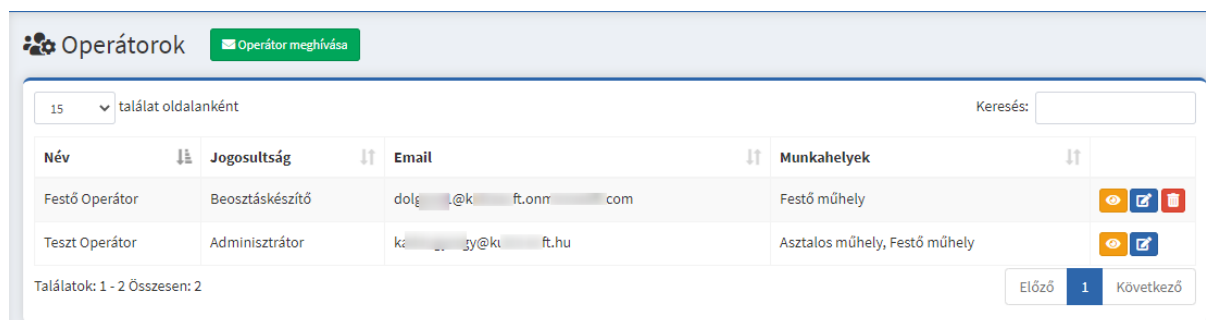 Operátorok Operátor meghívása
15 találat oldalanként Keresés:
Név Jogosultság Email Munkahelyek
Festő Operátor Beosztáskészítő Festő műhely
Teszt Operátor Adminisztrátor Asztalos műhely, Festő műhely
Találatok: 1 - 2 Összesen: 2 Előző 1 Következő